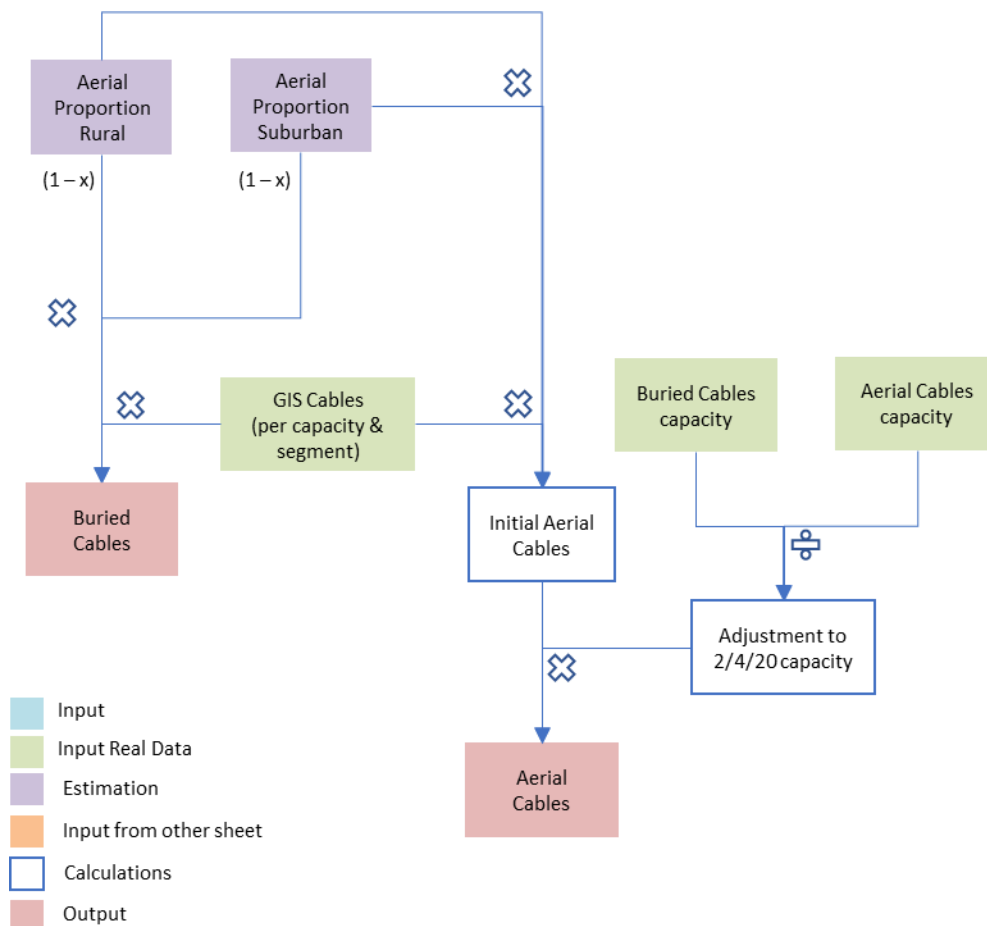 Aerial
Proportion
Rural
Aerial
Proportion
Suburban
(1 – x)
(1 – x)
GIS Cables
(per capacity &
segment)
Buried Cables
capacity
Aerial Cables
capacity
Buried
Cables
Initial Aerial
Cables
Adjustment to
2/4/20 capacity
Aerial
Cables
Input
Input Real Data
Estimation
Input from other sheet
Calculations
Output